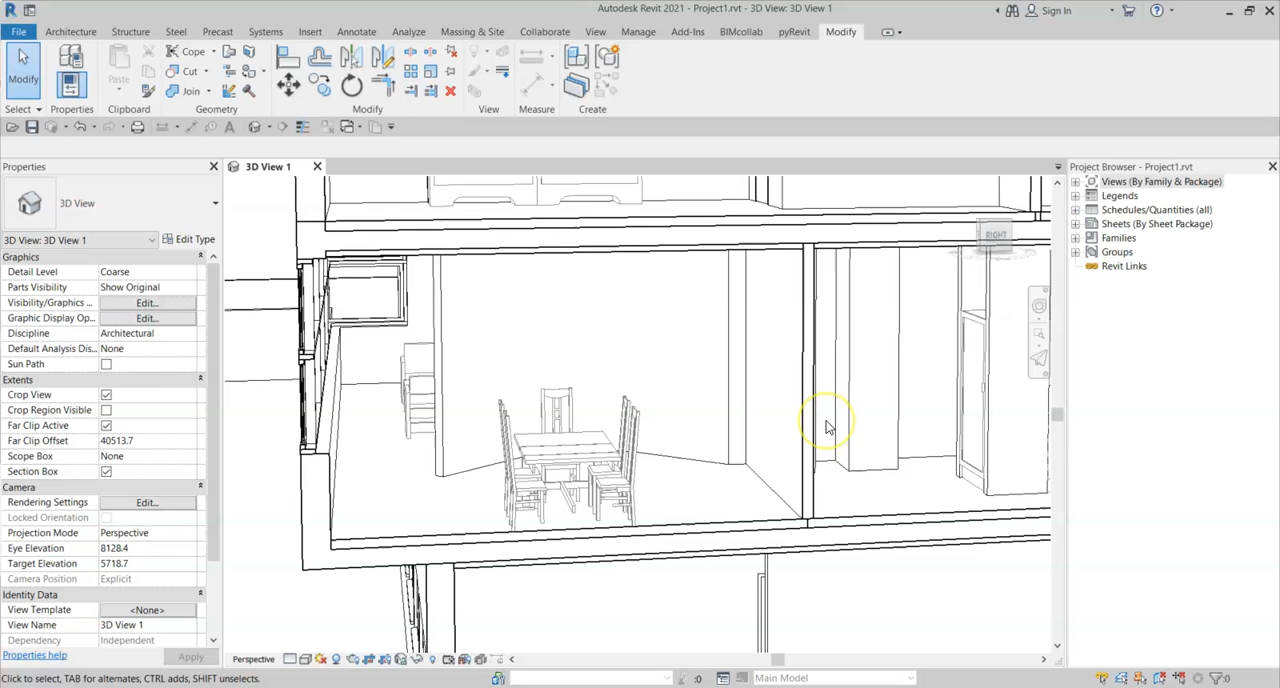 Autodesk Revit 2021 - Project1.rvt - 3D View: 3D View 1
Sign In
File Architecture Structure Steel Precast Systems Insert Annotate Analyze Massing & Site Collaborate View Manage Add-Ins BIMcollab pyRevit Modify
Modify
Paste
Cope
Cut
Join
Select Properties Clipboard Geometry Modify View Measure Create
Properties
3D View 1
Project Browser - Project1.rvt
3D View
3D View: 3D View 1
Edit Type
Graphics
Detail Level Coarse
Parts Visibility Show Original
Visibility/Graphics ... Edit...
Graphic Display Op... Edit...
Discipline Architectural
Default Analysis Dis... None
Sun Path
Extents
Crop View
Crop Region Visible
Far Clip Active
Far Clip Offset 40513.7
Scope Box None
Section Box
Camera
Rendering Settings Edit...
Locked Orientation
Projection Mode Perspective
Eye Elevation 8128.4
Target Elevation 5718.7
Camera Position Explicit
Identity Data
View Template <None>
View Name 3D View 1
Dependency Independent
Properties help
Apply
RIGHT
Views (By Family & Package)
Legends
Schedules/Quantities (all)
Sheets (By Sheet Package)
Families
Groups
Revit Links
Perspective
Click to select, TAB for alternates, CTRL adds, SHIFT unselects.
:0
Main Model
:0